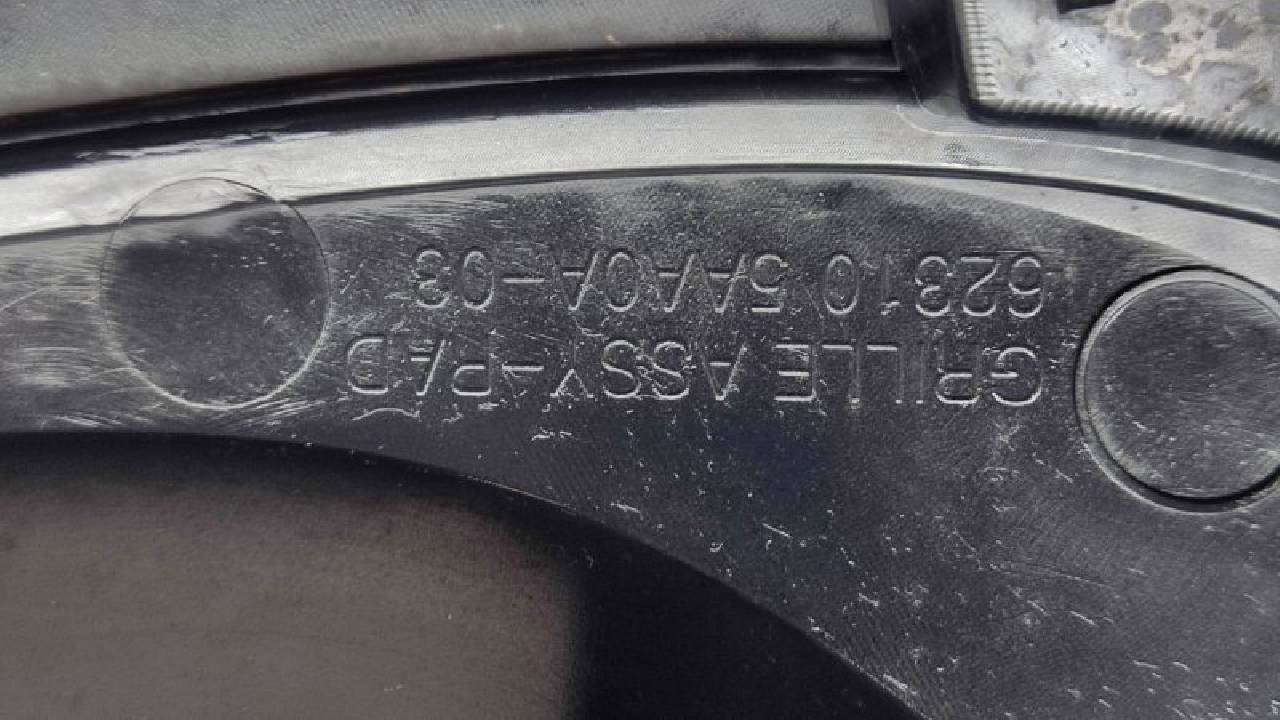 GRILLE ASSY-PAD
62310 5AA0A-03